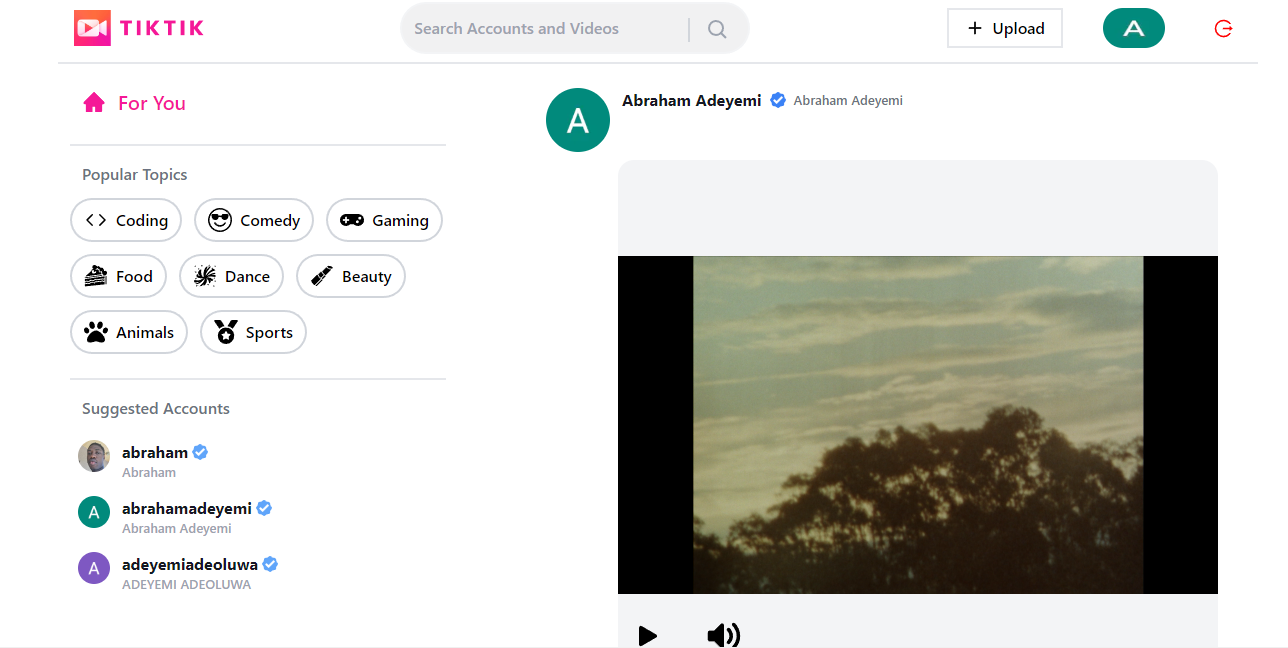 TIKTIK
Search Accounts and Videos
+ Upload
A
For You
A
Abraham Adeyemi Abraham Adeyemi
Popular Topics
Coding Comedy Gaming
Food Dance Beauty
Animals Sports
Suggested Accounts
abraham
Abraham
A
abrahamadeyemi
Abraham Adeyemi
A
adeyemiadeoluwa
ADEYEMI ADEOLUWA